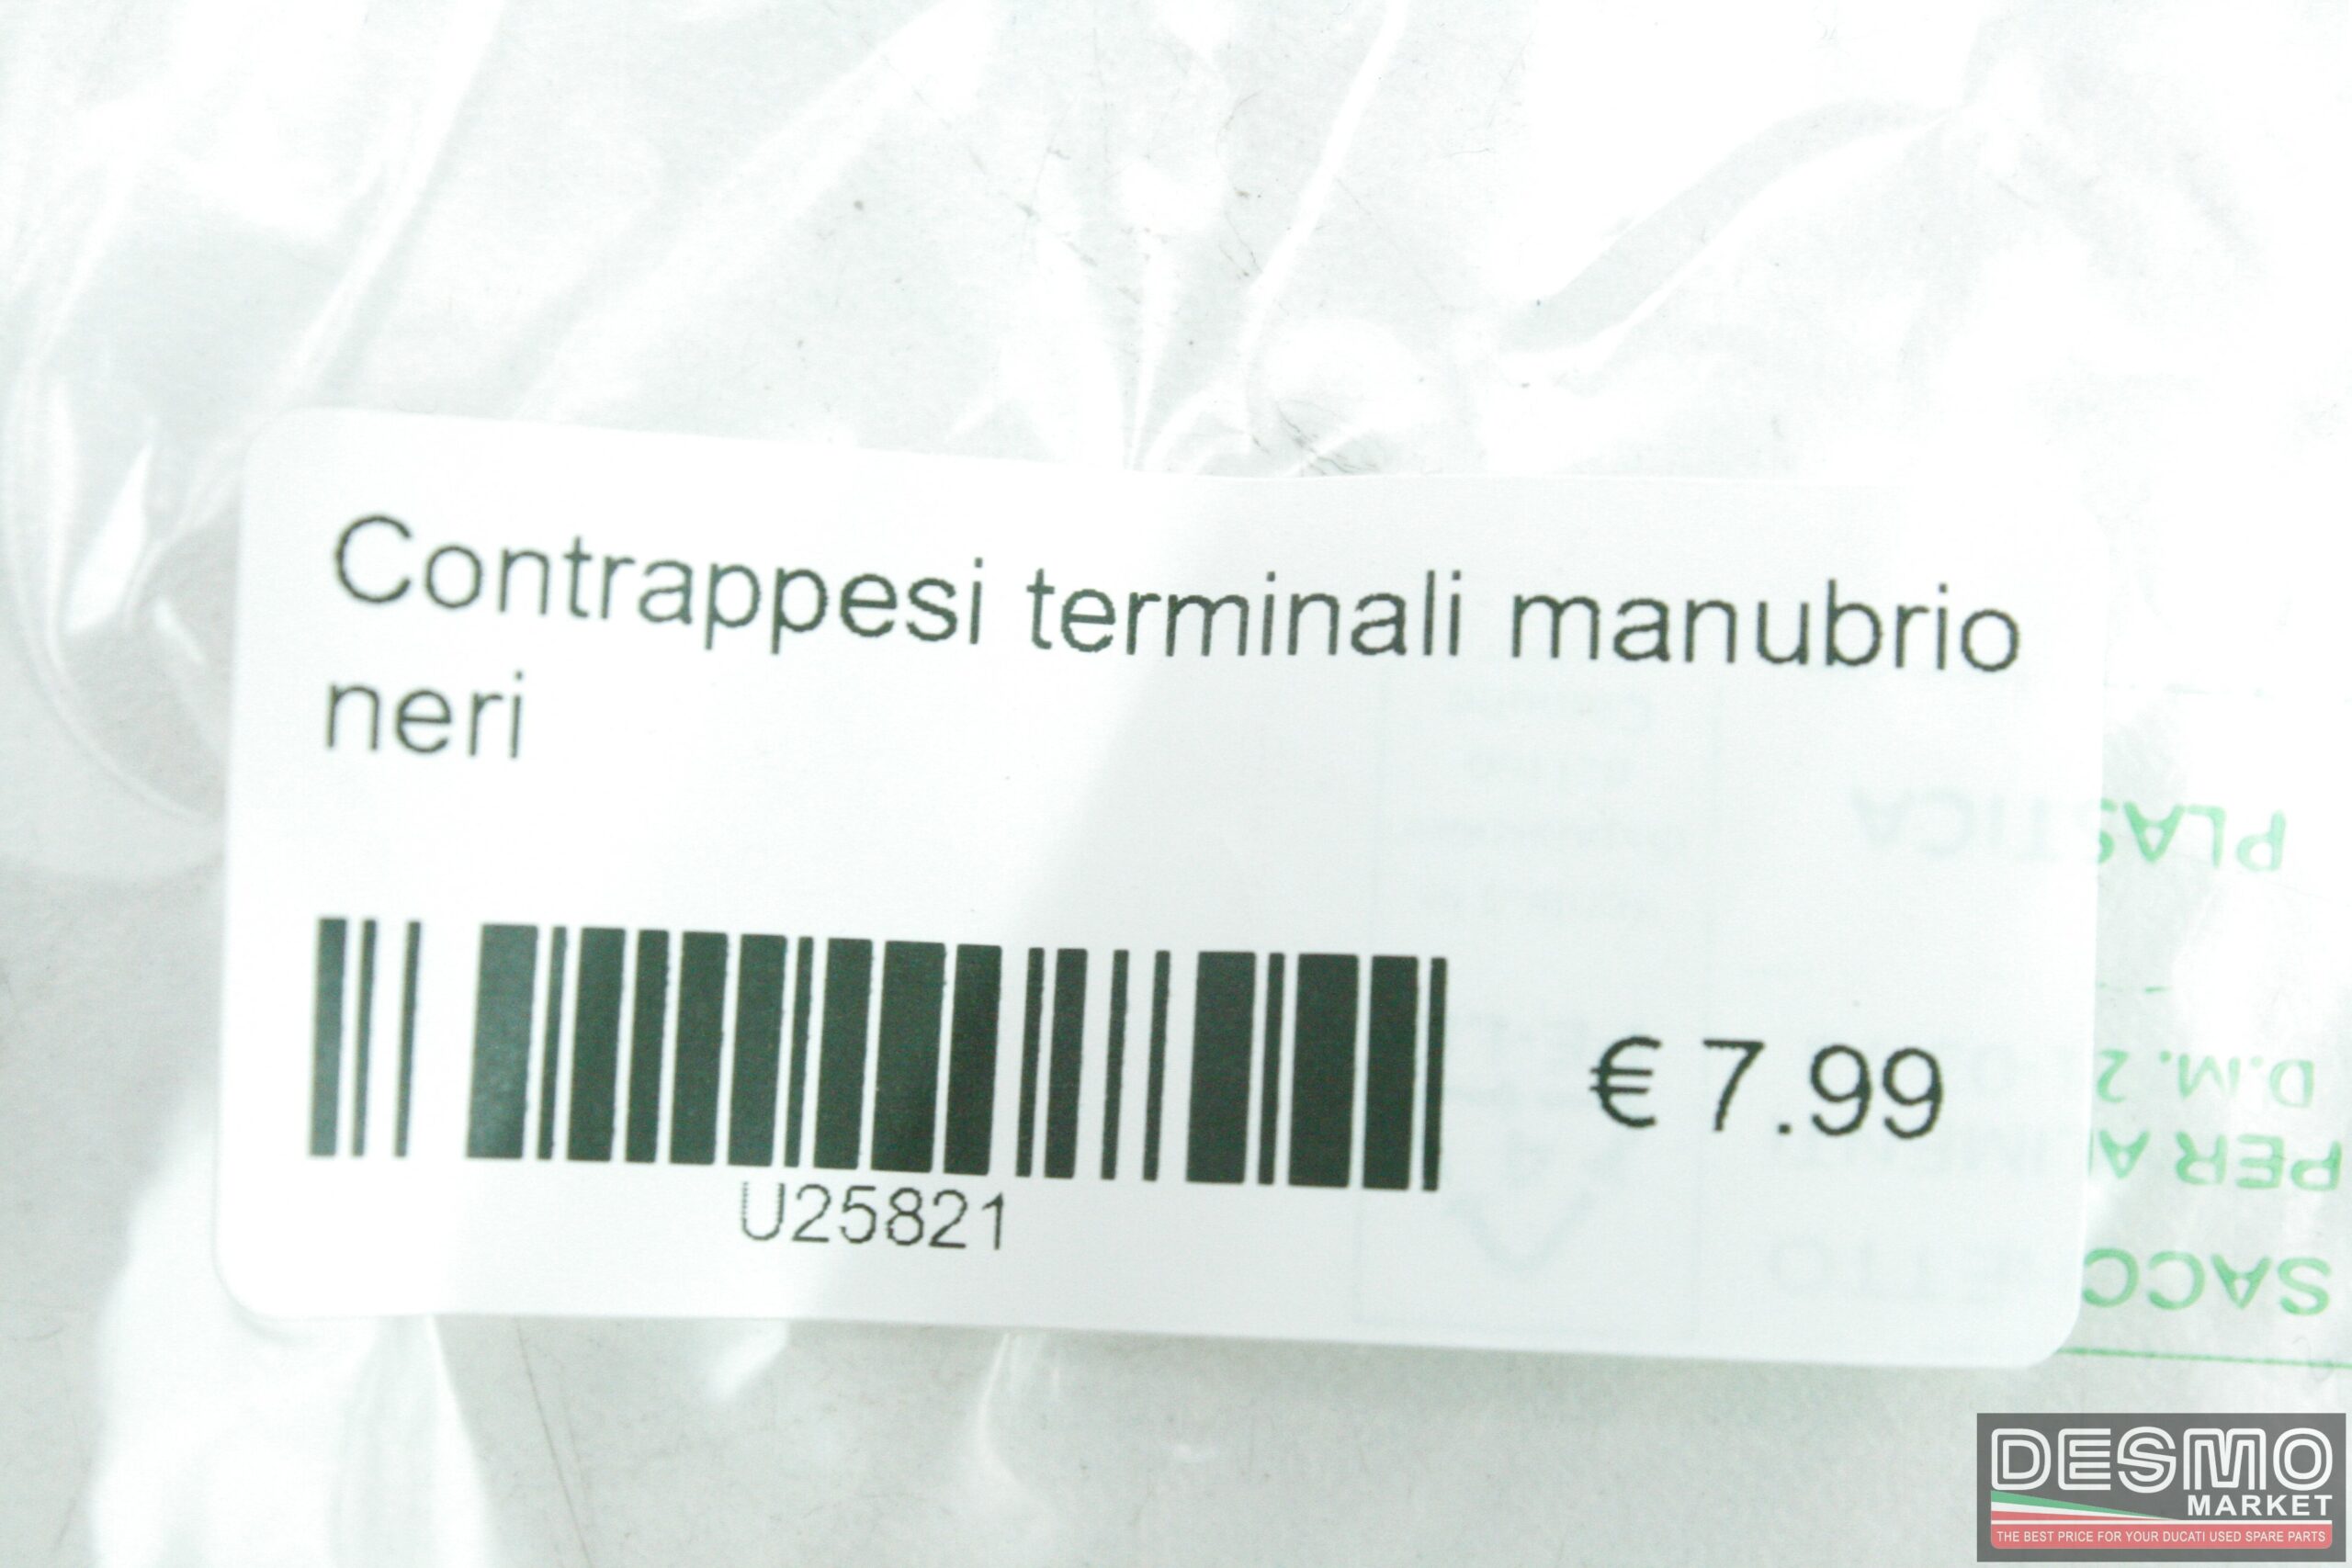 Contrappesi terminali manubrio
neri
U25821
€ 7.99
PLASTICA
D.M. 2
PER A
SACC
DESMO
MARKET
THE BEST PRICE FOR YOUR DUCATI USED SPARE PARTS